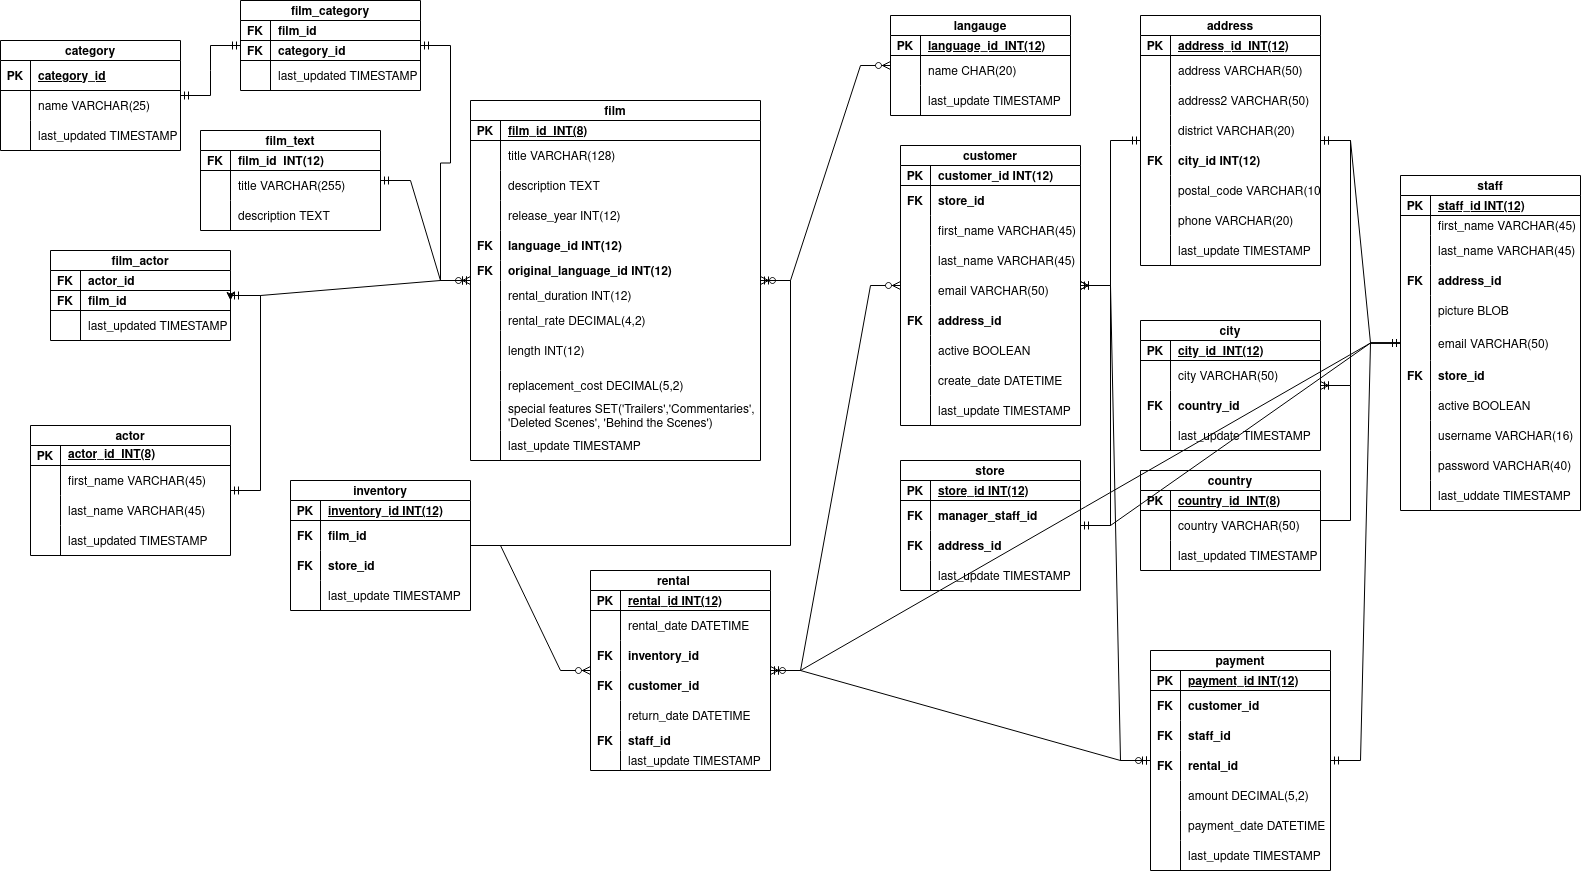 film_category
FK film_id
FK category_id
last_updated TIMESTAMP
category
PK category_id
name VARCHAR(25)
last_updated TIMESTAMP
film_text
FK film_id INT(12)
title VARCHAR(255)
description TEXT
film_actor
FK actor_id
FK film_id
last_updated TIMESTAMP
actor
PK actor_id INT(8)
first_name VARCHAR(45)
last_name VARCHAR(45)
last_updated TIMESTAMP
film
PK film_id INT(8)
title VARCHAR(128)
description TEXT
release_year INT(12)
FK language_id INT(12)
FK original_language_id INT(12)
rental_duration INT(12)
rental_rate DECIMAL(4,2)
length INT(12)
replacement_cost DECIMAL(5,2)
special features SET('Trailers','Commentaries',
'Deleted Scenes', 'Behind the Scenes')
last_update TIMESTAMP
inventory
PK inventory_id INT(12)
FK film_id
FK store_id
last_update TIMESTAMP
rental
PK rental_id INT(12)
rental_date DATETIME
FK inventory_id
FK customer_id
return_date DATETIME
FK staff_id
last_update TIMESTAMP
langauge
PK language_id INT(12)
name CHAR(20)
last_update TIMESTAMP
customer
PK customer_id INT(12)
FK store_id
first_name VARCHAR(45)
last_name VARCHAR(45)
email VARCHAR(50)
FK address_id
active BOOLEAN
create_date DATETIME
last_update TIMESTAMP
store
PK store_id INT(12)
FK manager_staff_id
FK address_id
last_update TIMESTAMP
address
PK address_id INT(12)
address VARCHAR(50)
address2 VARCHAR(50)
district VARCHAR(20)
FK city_id INT(12)
postal_code VARCHAR(10
phone VARCHAR(20)
last_update TIMESTAMP
city
PK city_id INT(12)
city VARCHAR(50)
FK country_id
last_update TIMESTAMP
country
PK country_id INT(8)
country VARCHAR(50)
last_updated TIMESTAMP
payment
PK payment_id INT(12)
FK customer_id
FK staff_id
FK rental_id
amount DECIMAL(5,2)
payment_date DATETIME
last_update TIMESTAMP
staff
PK staff_id INT(12)
first_name VARCHAR(45)
last_name VARCHAR(45)
FK address_id
picture BLOB
email VARCHAR(50)
FK store_id
active BOOLEAN
username VARCHAR(16)
password VARCHAR(40)
last_uddate TIMESTAMP